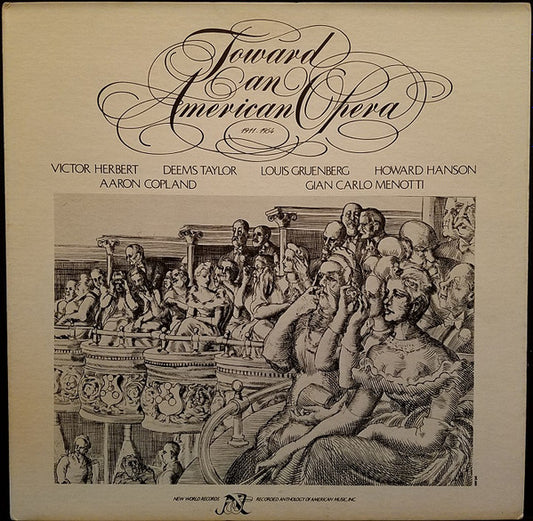 Toward
an
American Opera
1911-1954
VICTOR HERBERT DEEMS TAYLOR LOUIS GRUENBERG HOWARD HANSON
AARON COPLAND GIAN CARLO MENOTTI
NEW WORLD RECORDS RECORDED ANTHOLOGY OF AMERICAN MUSIC, INC.